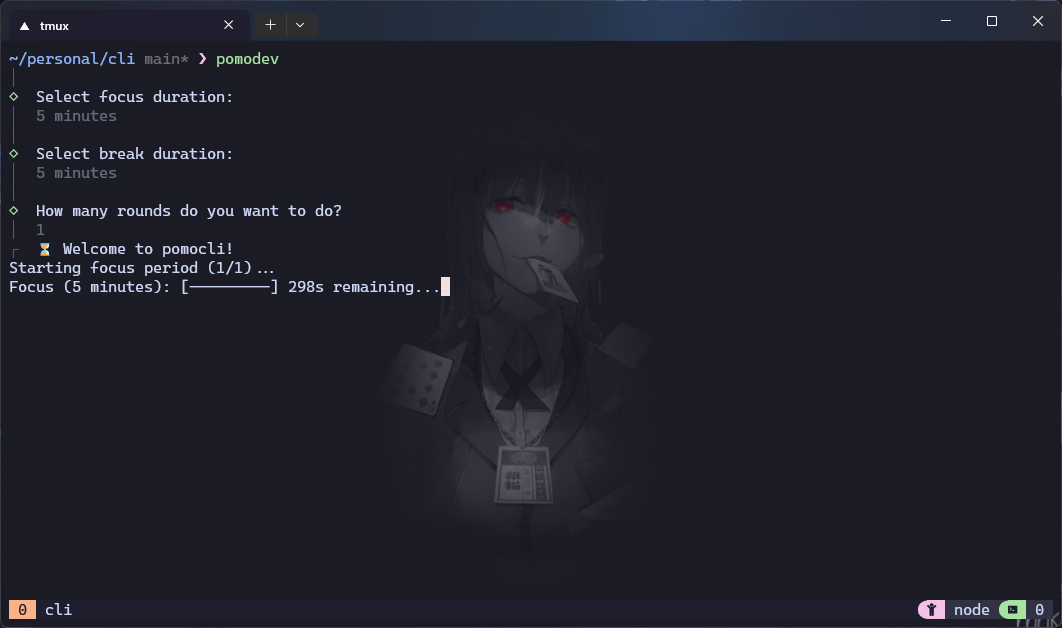 tmux
~/personal/cli main* ❯ pomodev
Select focus duration:
5 minutes
Select break duration:
5 minutes
How many rounds do you want to do?
1
⏳ Welcome to pomocli!
Starting focus period (1/1)...
Focus (5 minutes): [─────────] 298s remaining...
0 cli
node 0